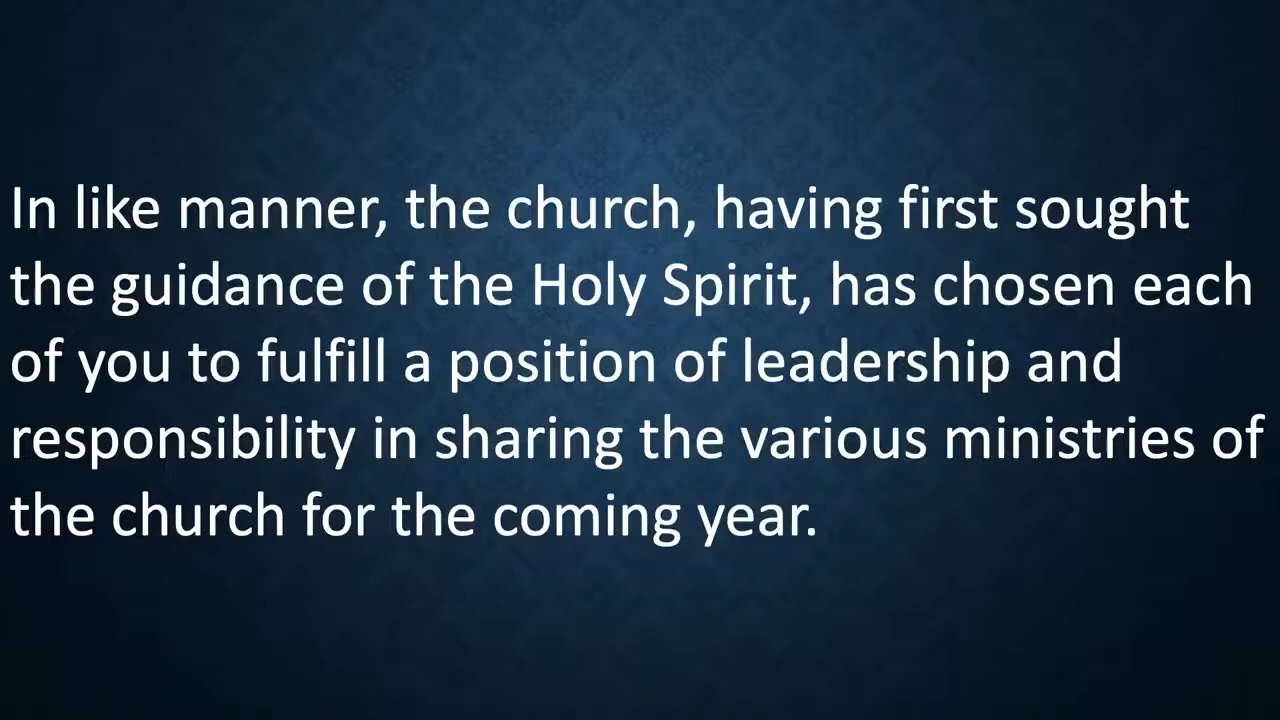 In like manner, the church, having first sought
the guidance of the Holy Spirit, has chosen each
of you to fulfill a position of leadership and
responsibility in sharing the various ministries of
the church for the coming year.